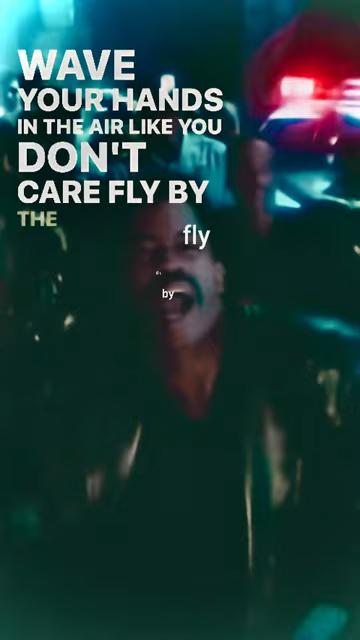 WAVE
YOUR HANDS
IN THE AIR LIKE YOU
DON'T
CARE FLY BY
THE
fly
by